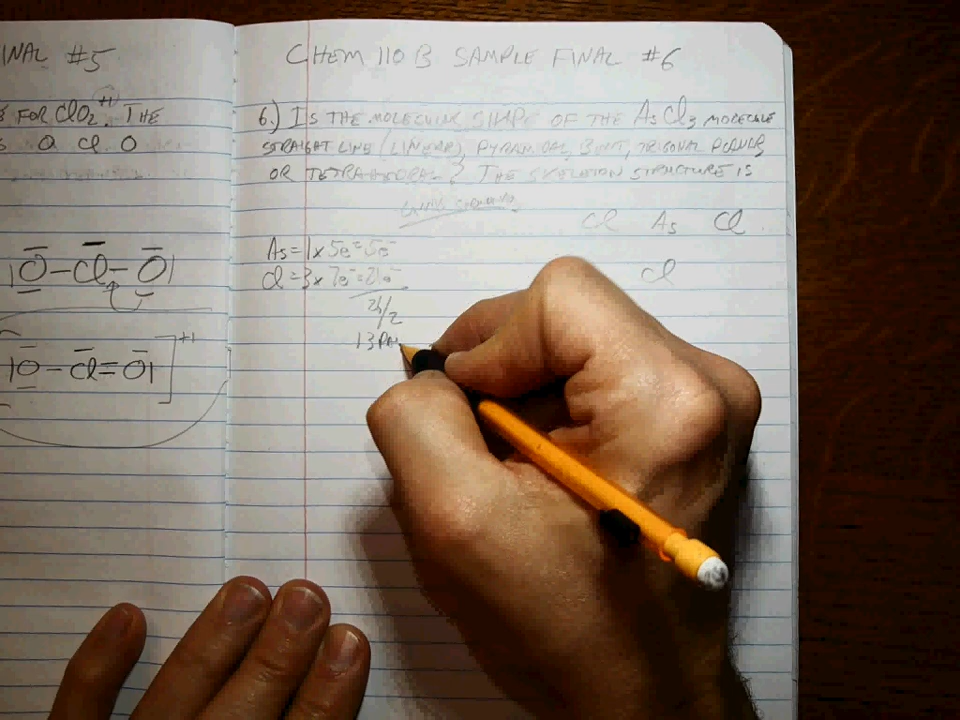 INAL #5
FOR ClO2+1. THE
S O Cl O
|O-Cl-O|
|O-Cl=O|]+1
CHEM 110B SAMPLE FINAL #6
6.) IS THE MOLECULAR SHAPE OF THE AsCl3 MOLECULE
STRAIGHT LINE (LINEAR), PYRAMIDAL, BENT, TRIGONAL PLANAR,
OR TETRAHEDRAL? THE SKELETON STRUCTURE IS
Cl As Cl
Cl
As = 1 x 5e- = 5e-
Cl = 3 x 7e- = 21e-
26/2
13 PAI